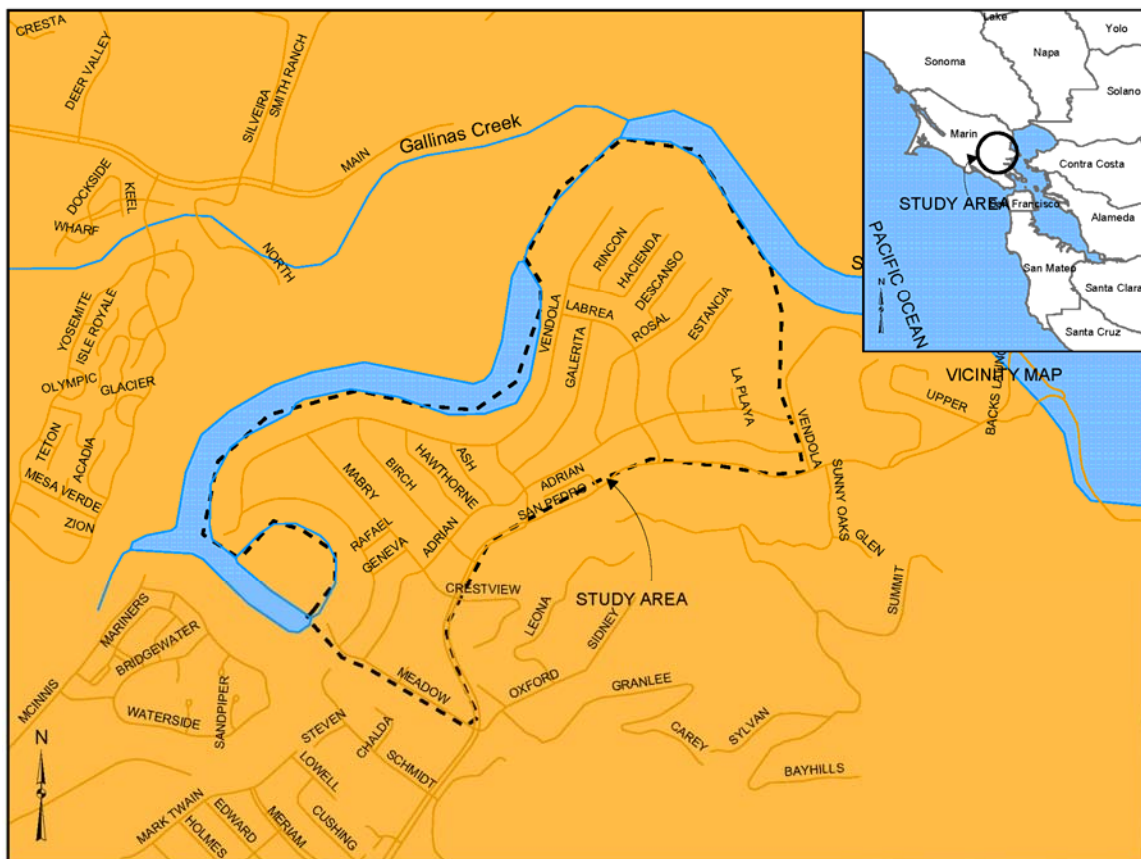 CRESTA
DEER VALLEY
SILVEIRA
SMITH RANCH
MAIN
Gallinas Creek
DOCKSIDE
KEEL
WHARF
NORTH
YOSEMITE
ISLE ROYALE
OLYMPIC
GLACIER
TETON
ACADIA
MESA VERDE
ZION
RINCON
HACIENDA
DESCANSO
VENDOLA
LABREA
ROSAL
ESTANCIA
GALERITA
LA PLAYA
VENDOLA
UPPER
SUNNY OAKS
GLEN
SUMMIT
ASH
HAWTHORNE
BIRCH
MABRY
ADRIAN
SAN PEDRO
RAFAEL
GENEVA
ADRIAN
CRESTVIEW
STUDY AREA
LEONA
SIDNEY
OXFORD
GRANLEE
CAREY
SYLVAN
BAYHILLS
MEADOW
MARINERS
BRIDGEWATER
MCINNIS
WATERSIDE
SANDPIPER
STEVEN
CHALDA
SCHMIDT
LOWELL
CUSHING
MARK TWAIN
EDWARD
HOLMES
MERIAM
N
S
Lake
Yolo
Napa
Sonoma
Solano
Marin
Contra Costa
STUDY AREA
Francisco
Alameda
San Mateo
Santa Clara
Santa Cruz
PACIFIC OCEAN
N
VICINITY MAP